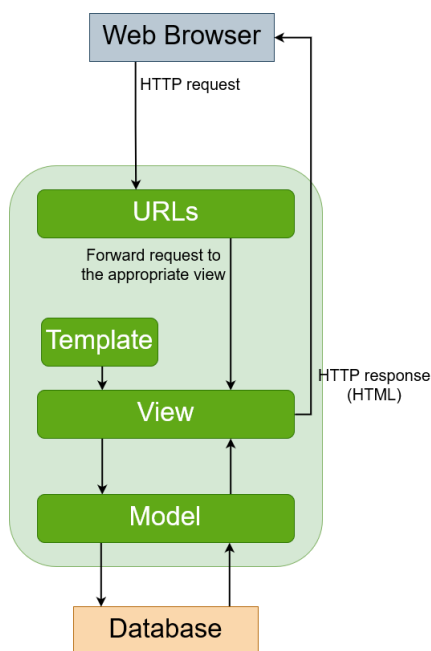 Web Browser
HTTP request
URLs
Forward request to
the appropriate view
Template
HTTP response
(HTML)
View
Model
Database